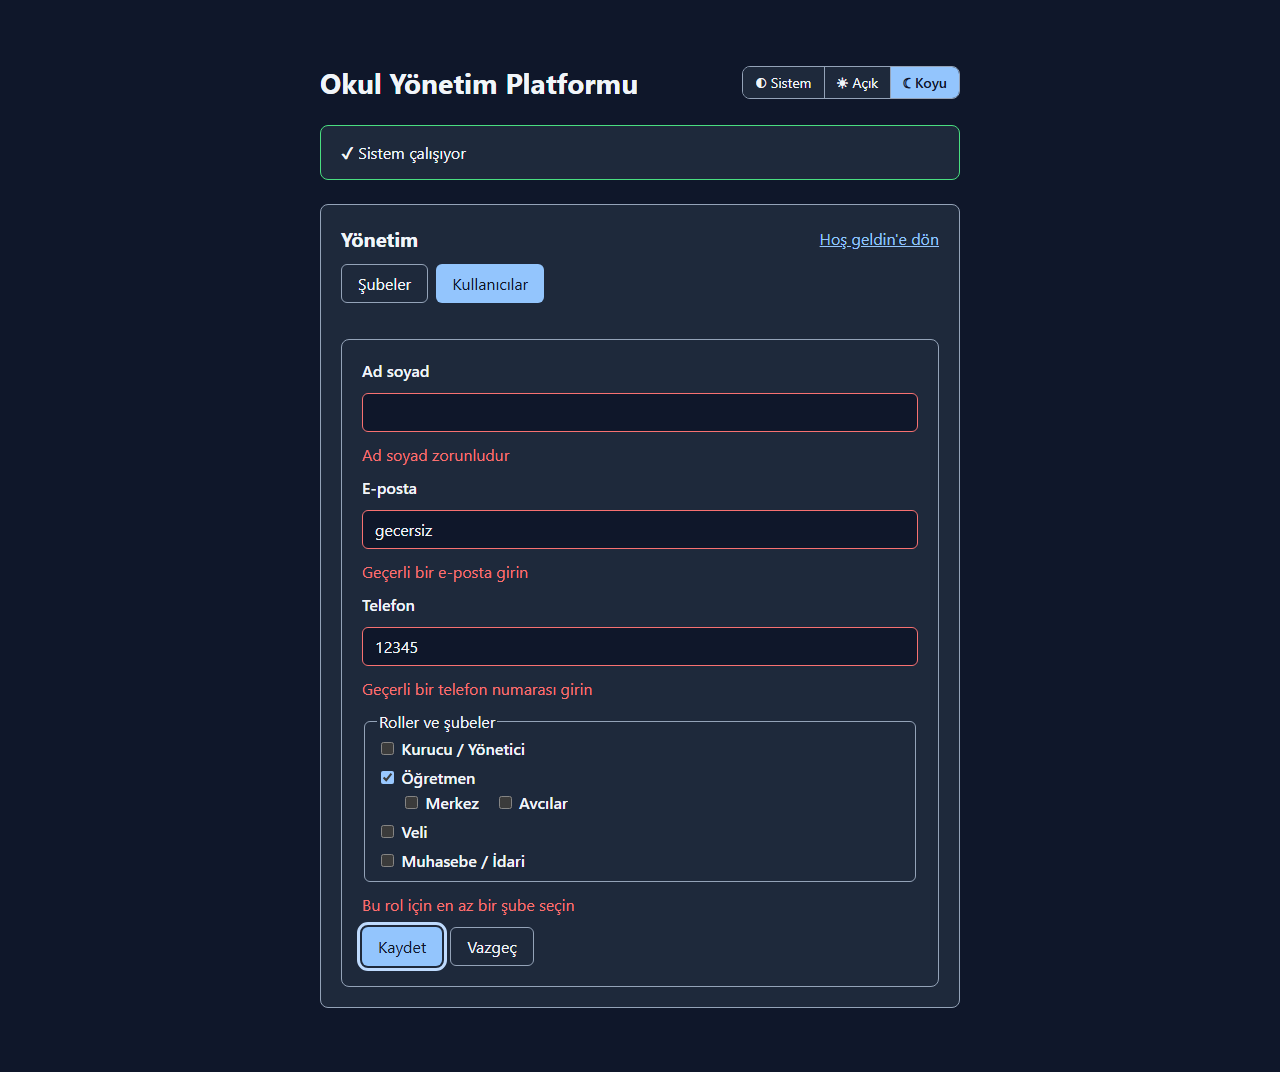 Okul Yönetim Platformu
Sistem
Açık
Koyu
Sistem çalışıyor
Yönetim
Hoş geldin'e dön
Şubeler
Kullanıcılar
Ad soyad
Ad soyad zorunludur
E-posta
gecersiz
Geçerli bir e-posta girin
Telefon
12345
Geçerli bir telefon numarası girin
Roller ve şubeler
Kurucu / Yönetici
Öğretmen
Merkez
Avcılar
Veli
Muhasebe / İdari
Bu rol için en az bir şube seçin
Kaydet
Vazgeç